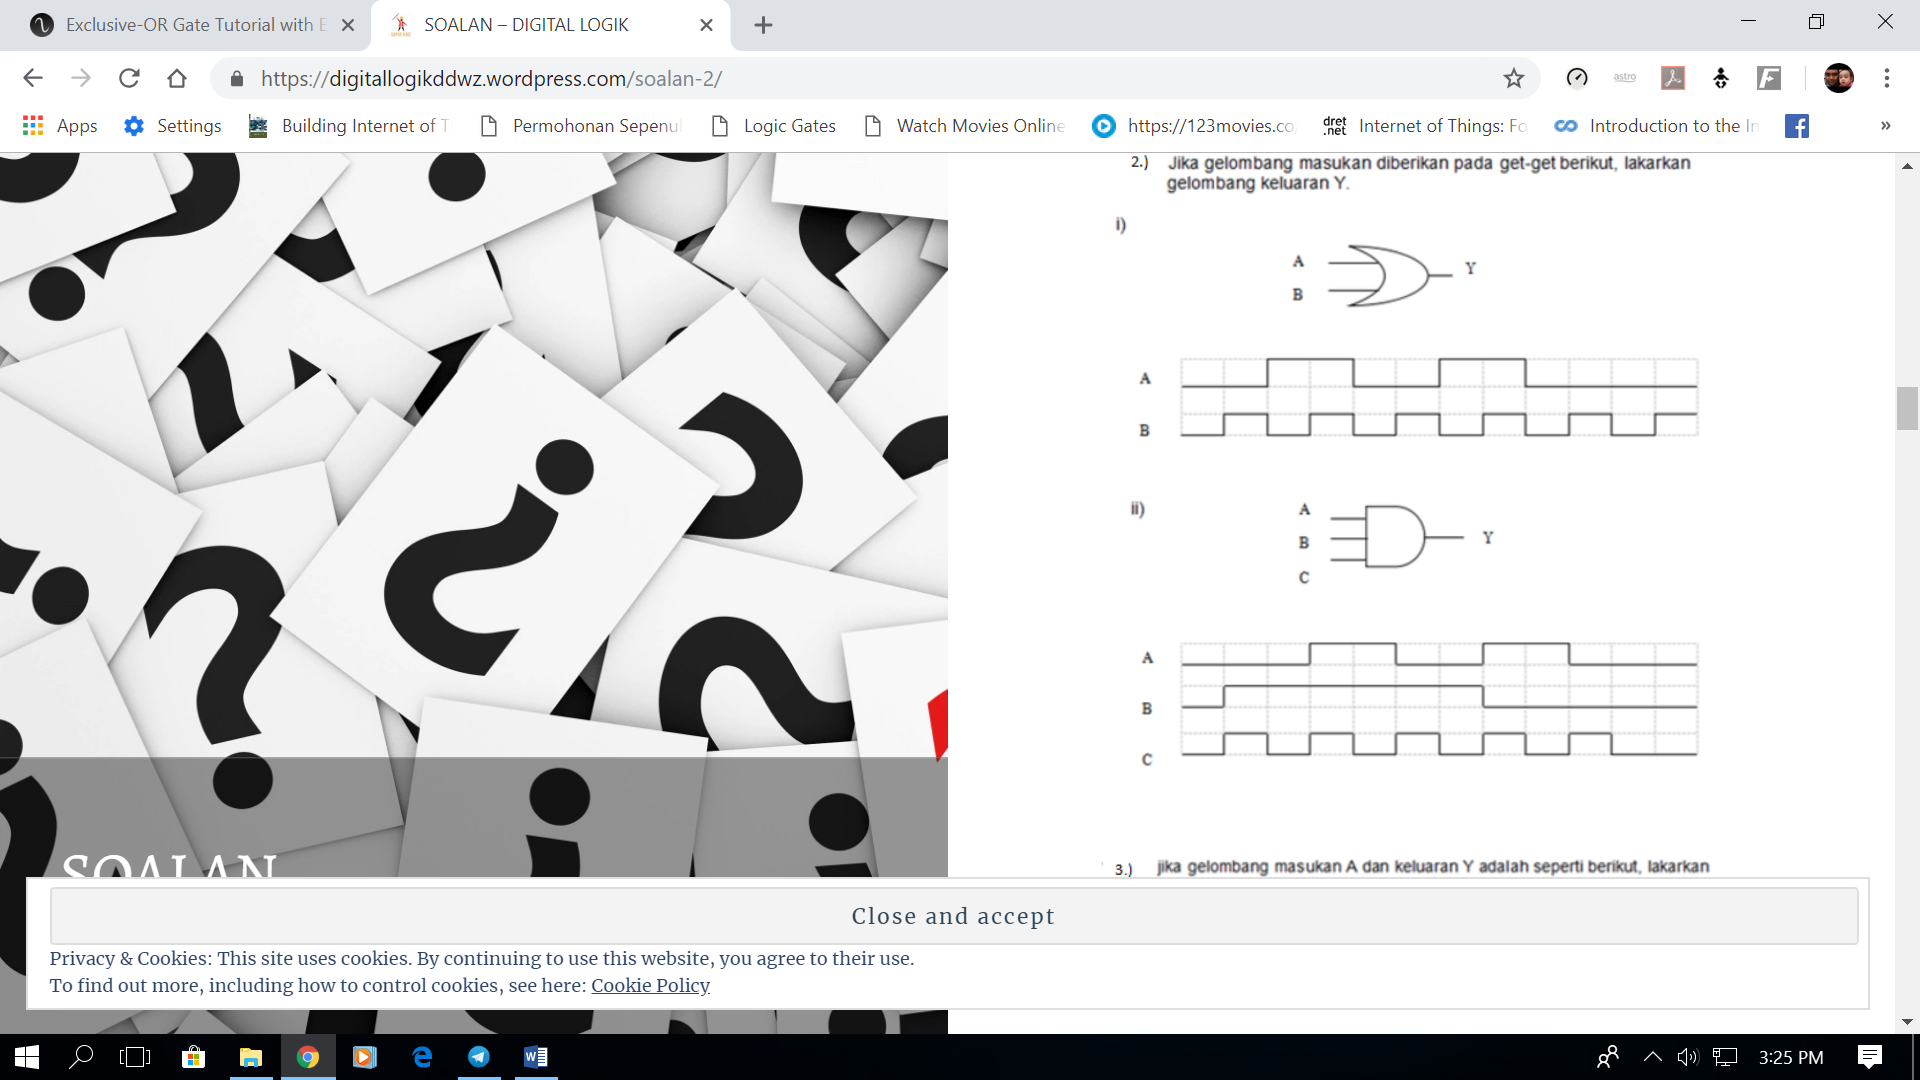 Exclusive-OR Gate Tutorial with E
SOALAN – DIGITAL LOGIK
https://digitallogikddwz.wordpress.com/soalan-2/
Apps
Settings
Building Internet of T
Permohonan Sepenu
Logic Gates
Watch Movies Online
https://123movies.co
dret
.net
Internet of Things: Fo
Introduction to the In
»
2.) Jika gelombang masukan diberikan pada get-get berikut, lakarkan
gelombang keluaran Y.
i)
A
Y
B
A
B
ii)
A
B
Y
C
A
B
C
3.) jika gelombang masukan A dan keluaran Y adalah seperti berikut, lakarkan
SOALAN
Close and accept
Privacy & Cookies: This site uses cookies. By continuing to use this website, you agree to their use.
To find out more, including how to control cookies, see here: Cookie Policy
3:25 PM